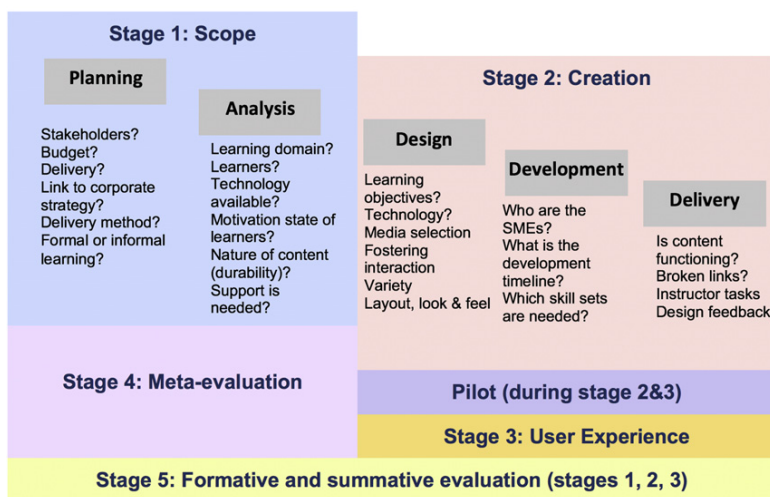 Stage 1: Scope
Planning
Stakeholders?
Budget?
Delivery?
Link to corporate
strategy?
Delivery method?
Formal or informal
learning?
Analysis
Learning domain?
Learners?
Technology
available?
Motivation state of
learners?
Nature of content
(durability)?
Support is
needed?
Stage 2: Creation
Design
Learning
objectives?
Technology?
Media selection
Fostering
interaction
Variety
Layout, look & feel
Development
Who are the
SMEs?
What is the
development
timeline?
Which skill sets
are needed?
Delivery
Is content
functioning?
Broken links?
Instructor tasks
Design feedback
Stage 4: Meta-evaluation
Pilot (during stage 2&3)
Stage 3: User Experience
Stage 5: Formative and summative evaluation (stages 1, 2, 3)